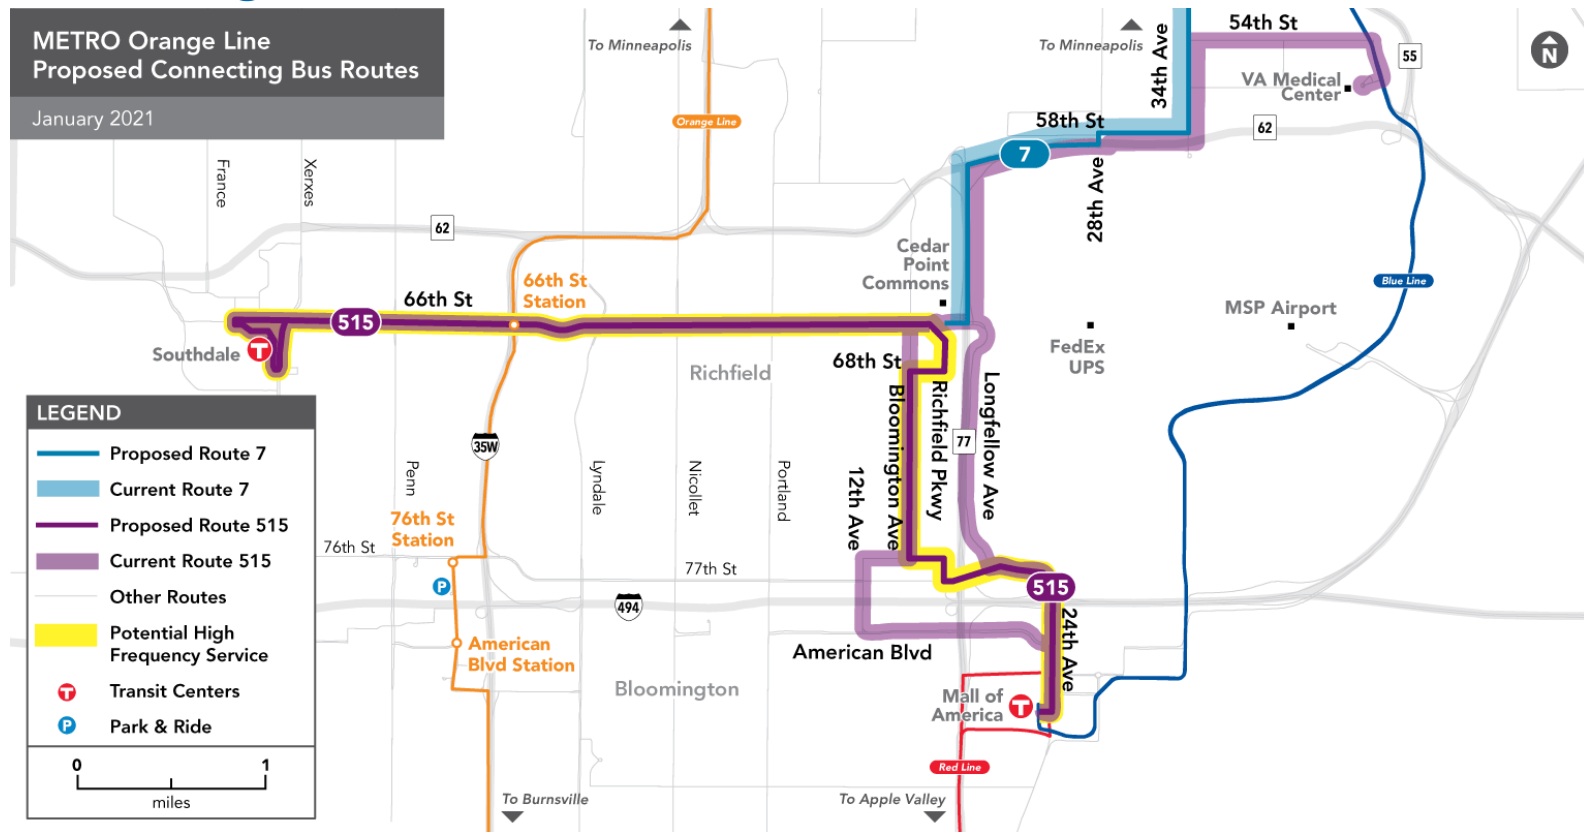 METRO Orange Line
Proposed Connecting Bus Routes
January 2021
To Minneapolis
To Minneapolis
34th Ave
54th St
55
N
VA Medical
Center
Orange Line
58th St
62
7
France
Xerxes
28th Ave
62
Cedar
Point
Commons
66th St
Station
66th St
Blue Line
MSP Airport
515
Southdale
T
FedEx
UPS
68th St
Richfield
Bloomington Ave
Richfield Pkwy
Longfellow Ave
77
35W
LEGEND
Proposed Route 7
Current Route 7
Proposed Route 515
Current Route 515
Other Routes
Potential High
Frequency Service
T
Transit Centers
P
Park & Ride
0
1
miles
Penn
Lyndale
Nicollet
Portland
12th Ave
76th St
Station
76th St
77th St
P
515
494
24th Ave
American
Blvd Station
American Blvd
Bloomington
Mall of
America
T
Red Line
To Burnsville
To Apple Valley